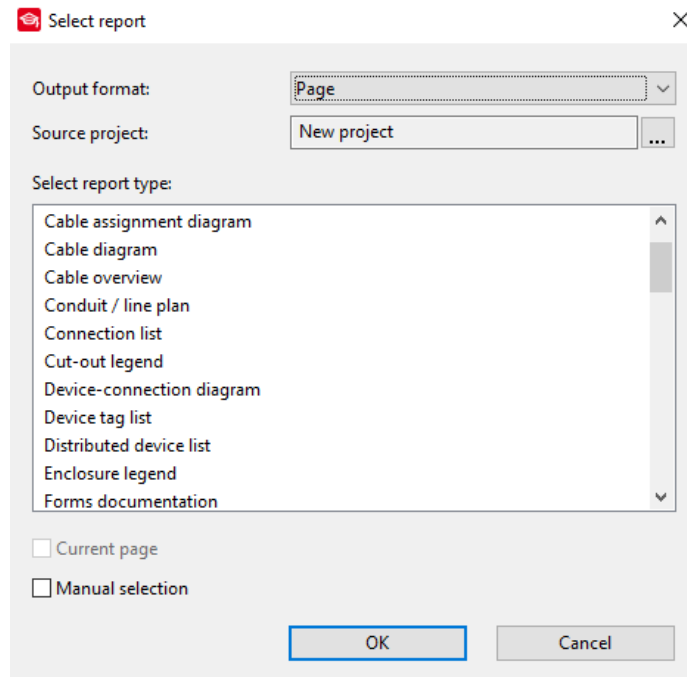 Select report
Output format: Page
Source project: New project ...
Select report type:
Cable assignment diagram
Cable diagram
Cable overview
Conduit / line plan
Connection list
Cut-out legend
Device-connection diagram
Device tag list
Distributed device list
Enclosure legend
Forms documentation
Current page
Manual selection
OK Cancel